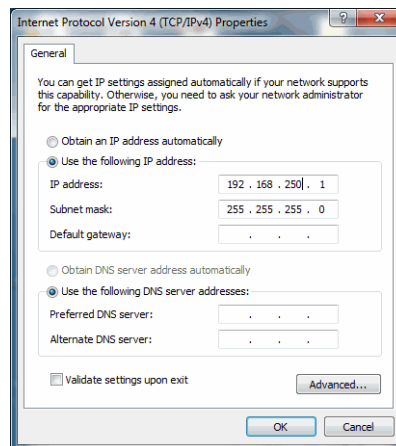 Internet Protocol Version 4 (TCP/IPv4) Properties
General
You can get IP settings assigned automatically if your network supports
this capability. Otherwise, you need to ask your network administrator
for the appropriate IP settings.
Obtain an IP address automatically
Use the following IP address:
IP address: 192 . 168 . 250 . 1
Subnet mask: 255 . 255 . 255 . 0
Default gateway: . . .
Obtain DNS server address automatically
Use the following DNS server addresses:
Preferred DNS server: . . .
Alternate DNS server: . . .
Validate settings upon exit
Advanced...
OK Cancel